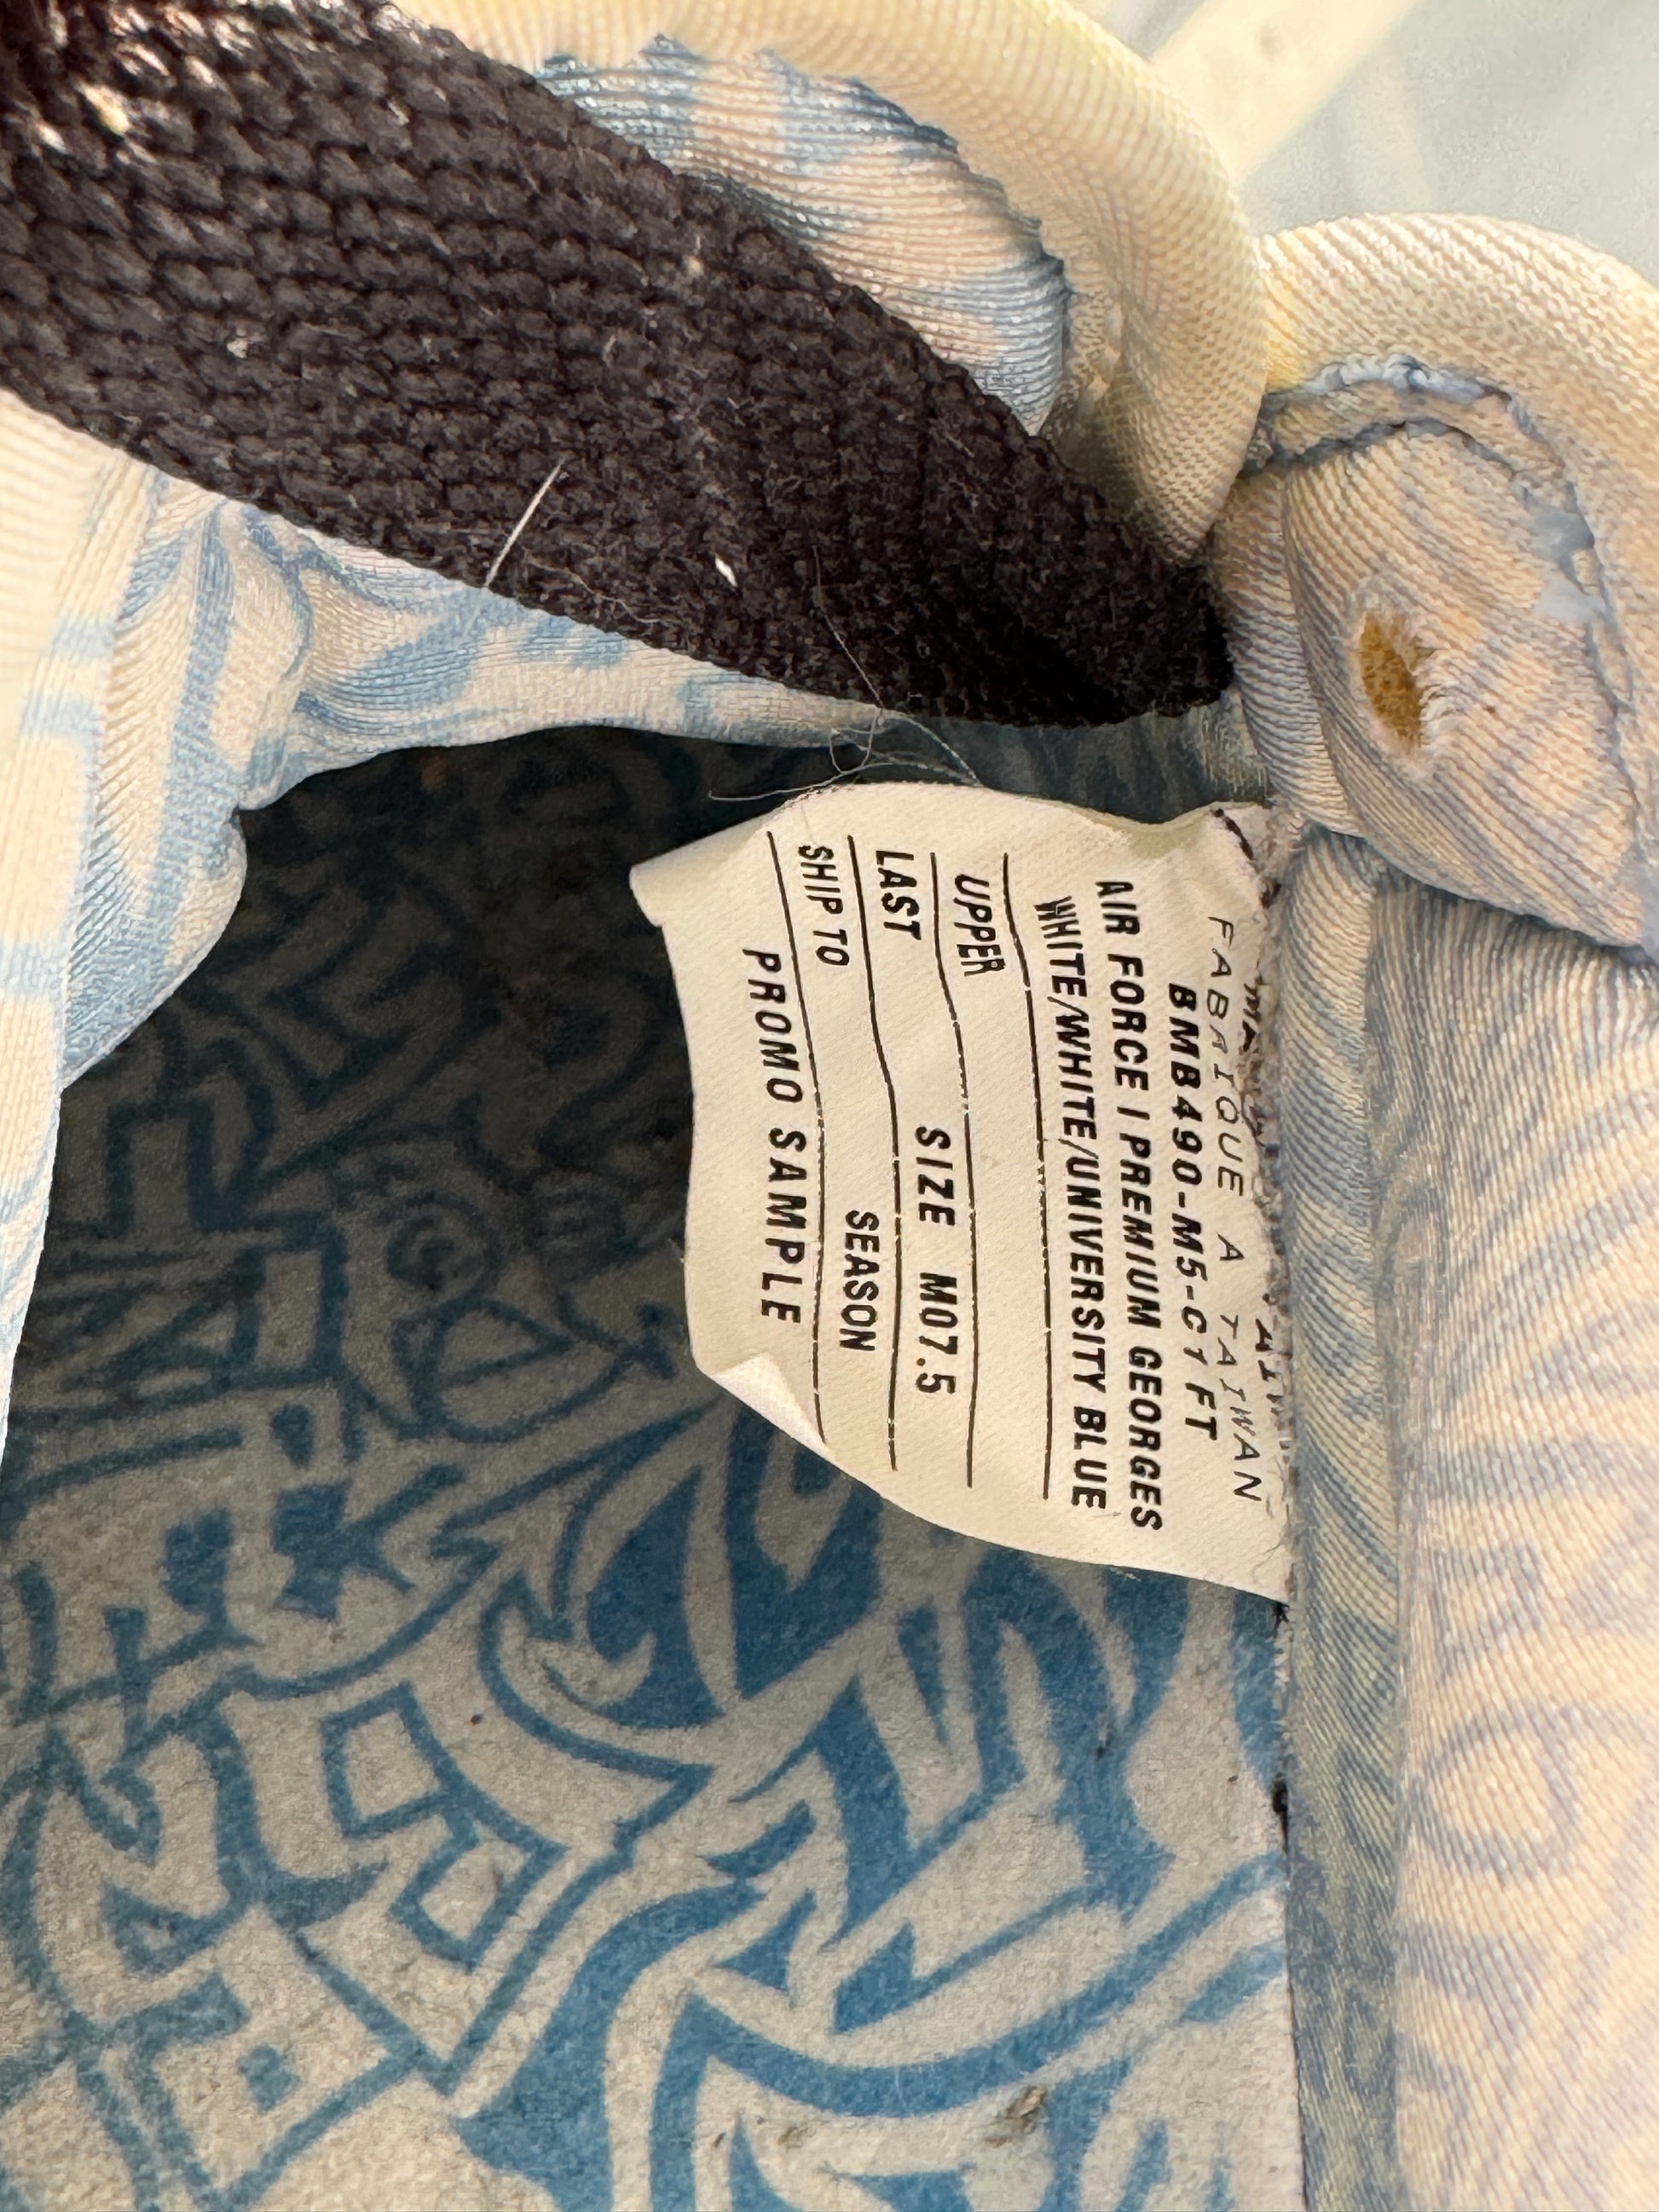 FABRIQUE A TAIWAN
BMB490-M5-C1 FT
AIR FORCE I PREMIUM GEORGES
WHITE/WHITE/UNIVERSITY BLUE
UPPER
LAST SIZE M07.5
SHIP TO SEASON
PROMO SAMPLE